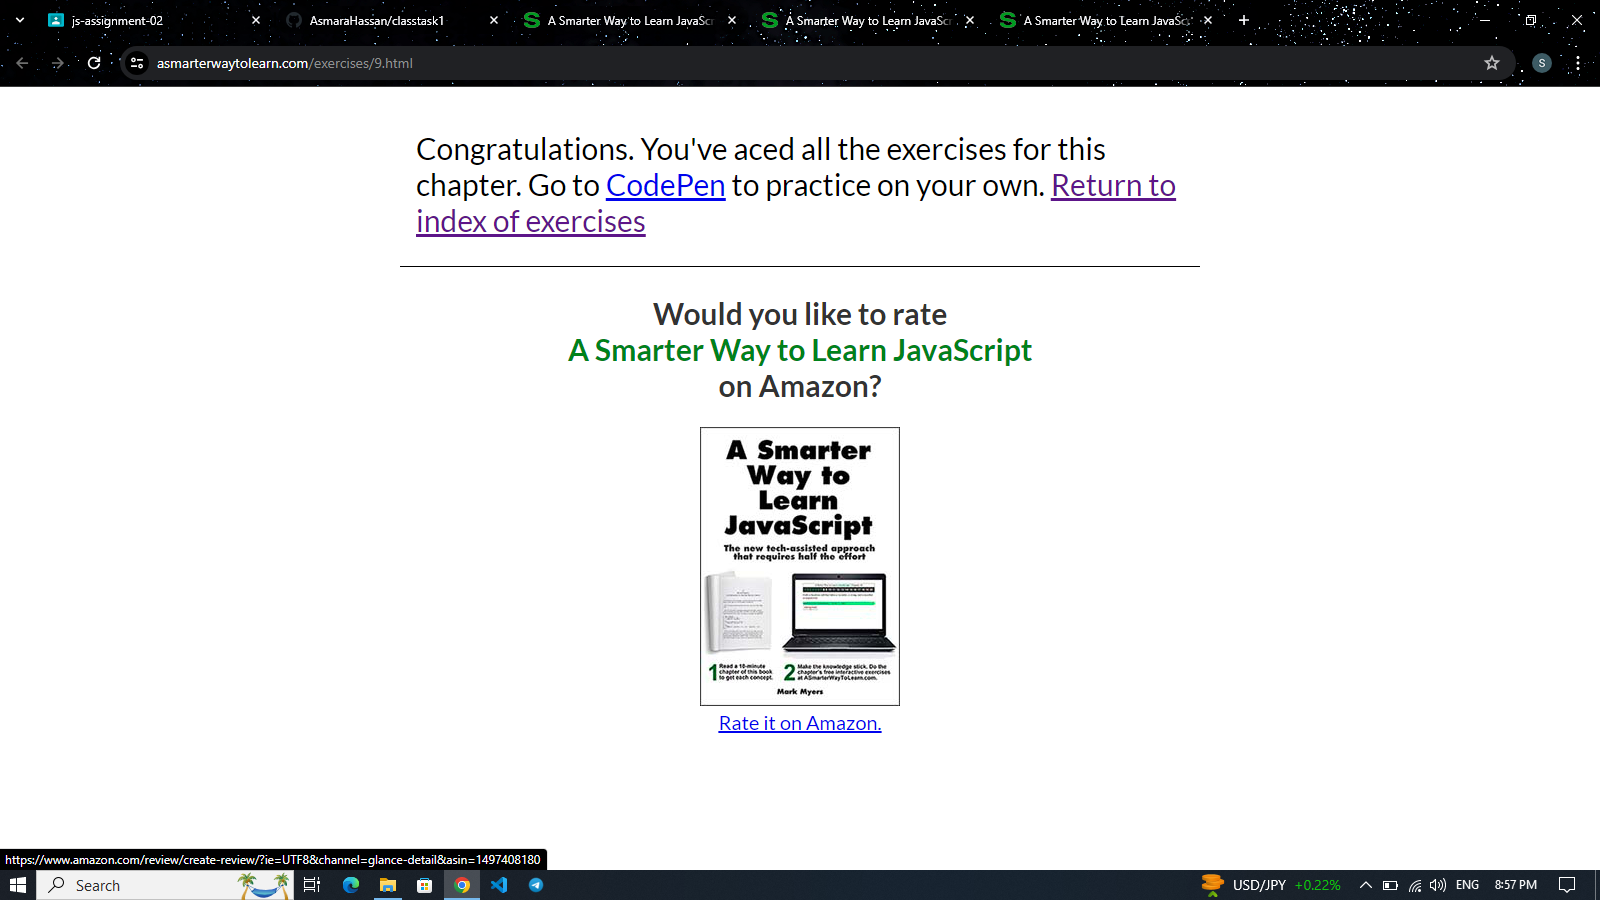 js-assignment-02
AsmaraHassan/classtask1
A Smarter Way to Learn JavaSc
A Smarter Way to Learn JavaSc
A Smarter Way to Learn JavaSc
asmarterwaytolearn.com/exercises/9.html
S
Congratulations. You've aced all the exercises for this
chapter. Go to CodePen to practice on your own. Return to
index of exercises
Would you like to rate
A Smarter Way to Learn JavaScript
on Amazon?
A Smarter
Way to
Learn
JavaScript
The new tech-assisted approach
that requires half the effort
1 Read a 10-minute
chapter of this book
to get each concept.
2 Make the knowledge stick. Do the
chapter's free interactive exercises
at ASmarterWayToLearn.com.
Mark Myers
Rate it on Amazon.
https://www.amazon.com/review/create-review/?ie=UTF8&channel=glance-detail&asin=1497408180
Search
USD/JPY +0.22%
ENG
8:57 PM